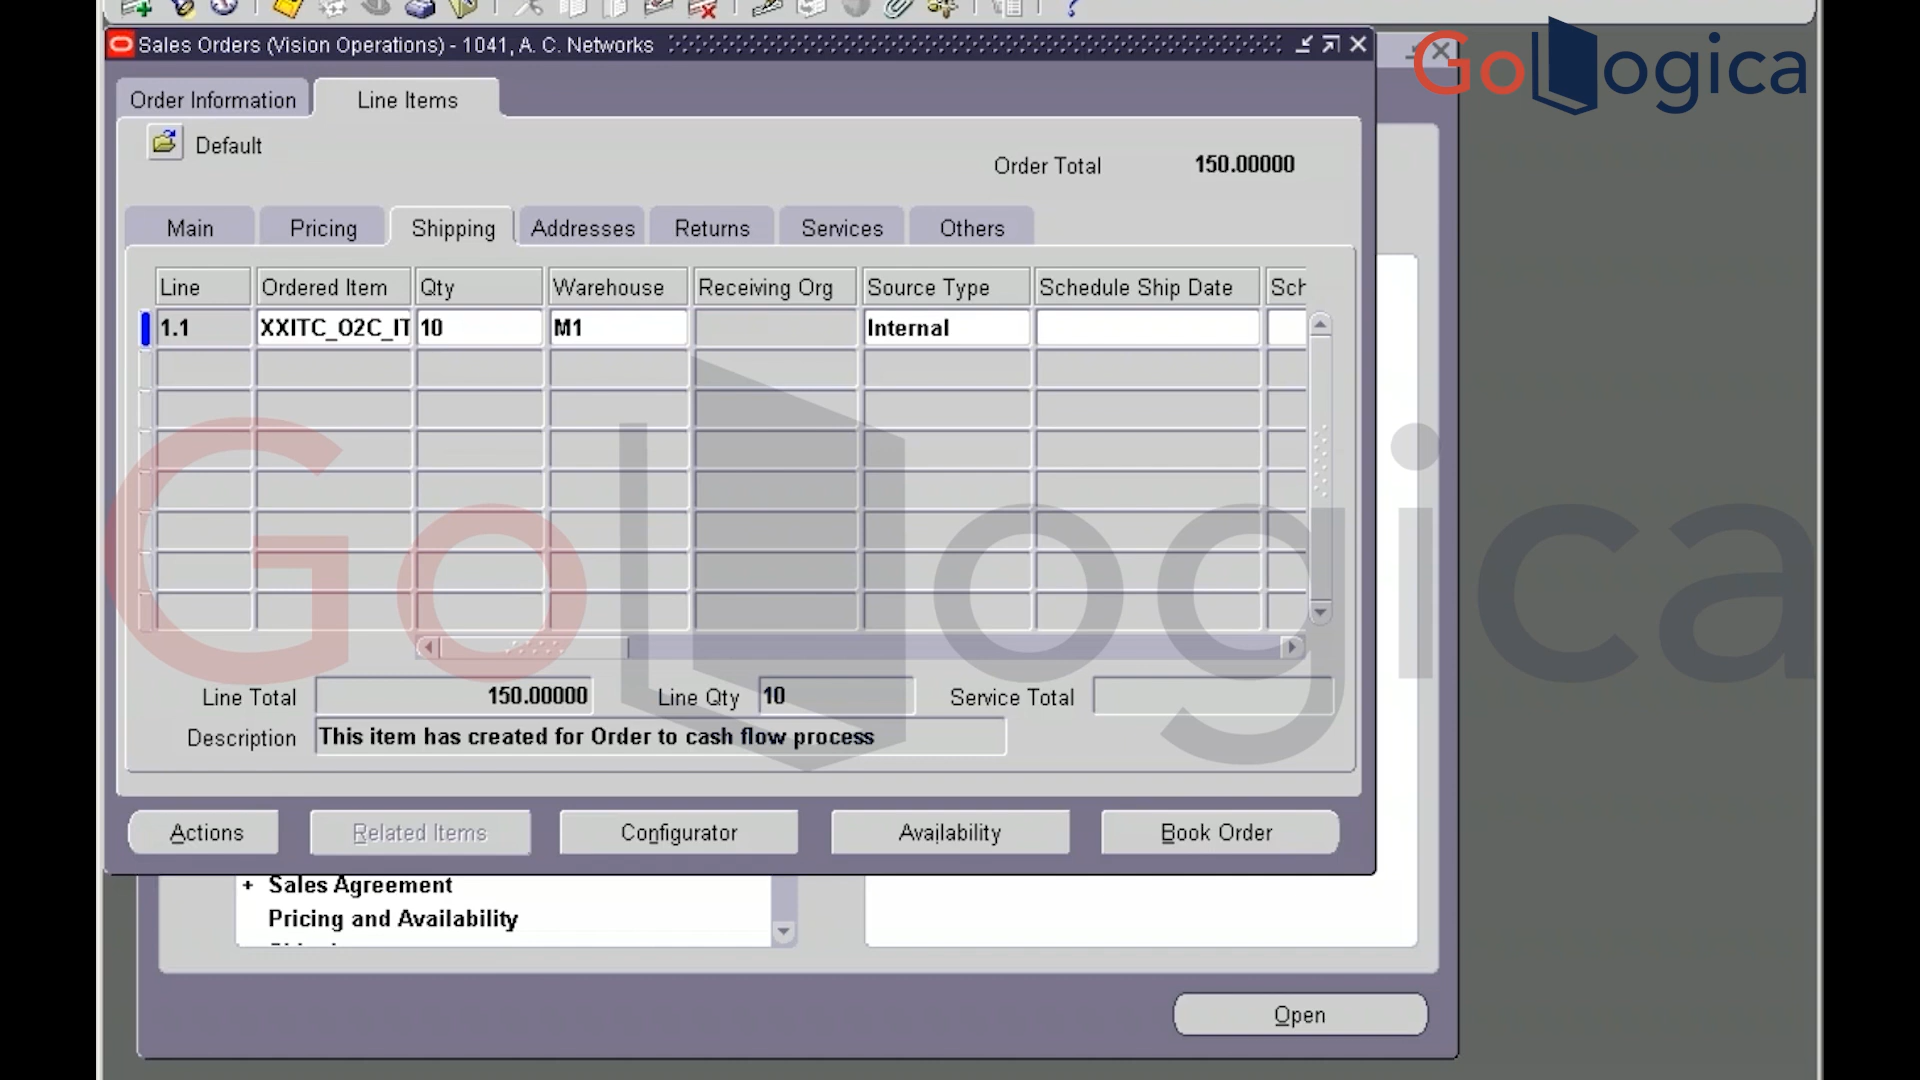 Sales Orders (Vision Operations) - 1041, A. C. Networks
GoLogica
Order Information Line Items
Default
Order Total 150.00000
Main Pricing Shipping Addresses Returns Services Others
Line Ordered Item Qty Warehouse Receiving Org Source Type Schedule Ship Date Sch
1.1 XXITC_O2C_IT 10 M1 Internal
GoLogica
Line Total 150.00000 Line Qty 10 Service Total
Description This item has created for Order to cash flow process
Actions Related Items Configurator Availability Book Order
+ Sales Agreement
Pricing and Availability
Open